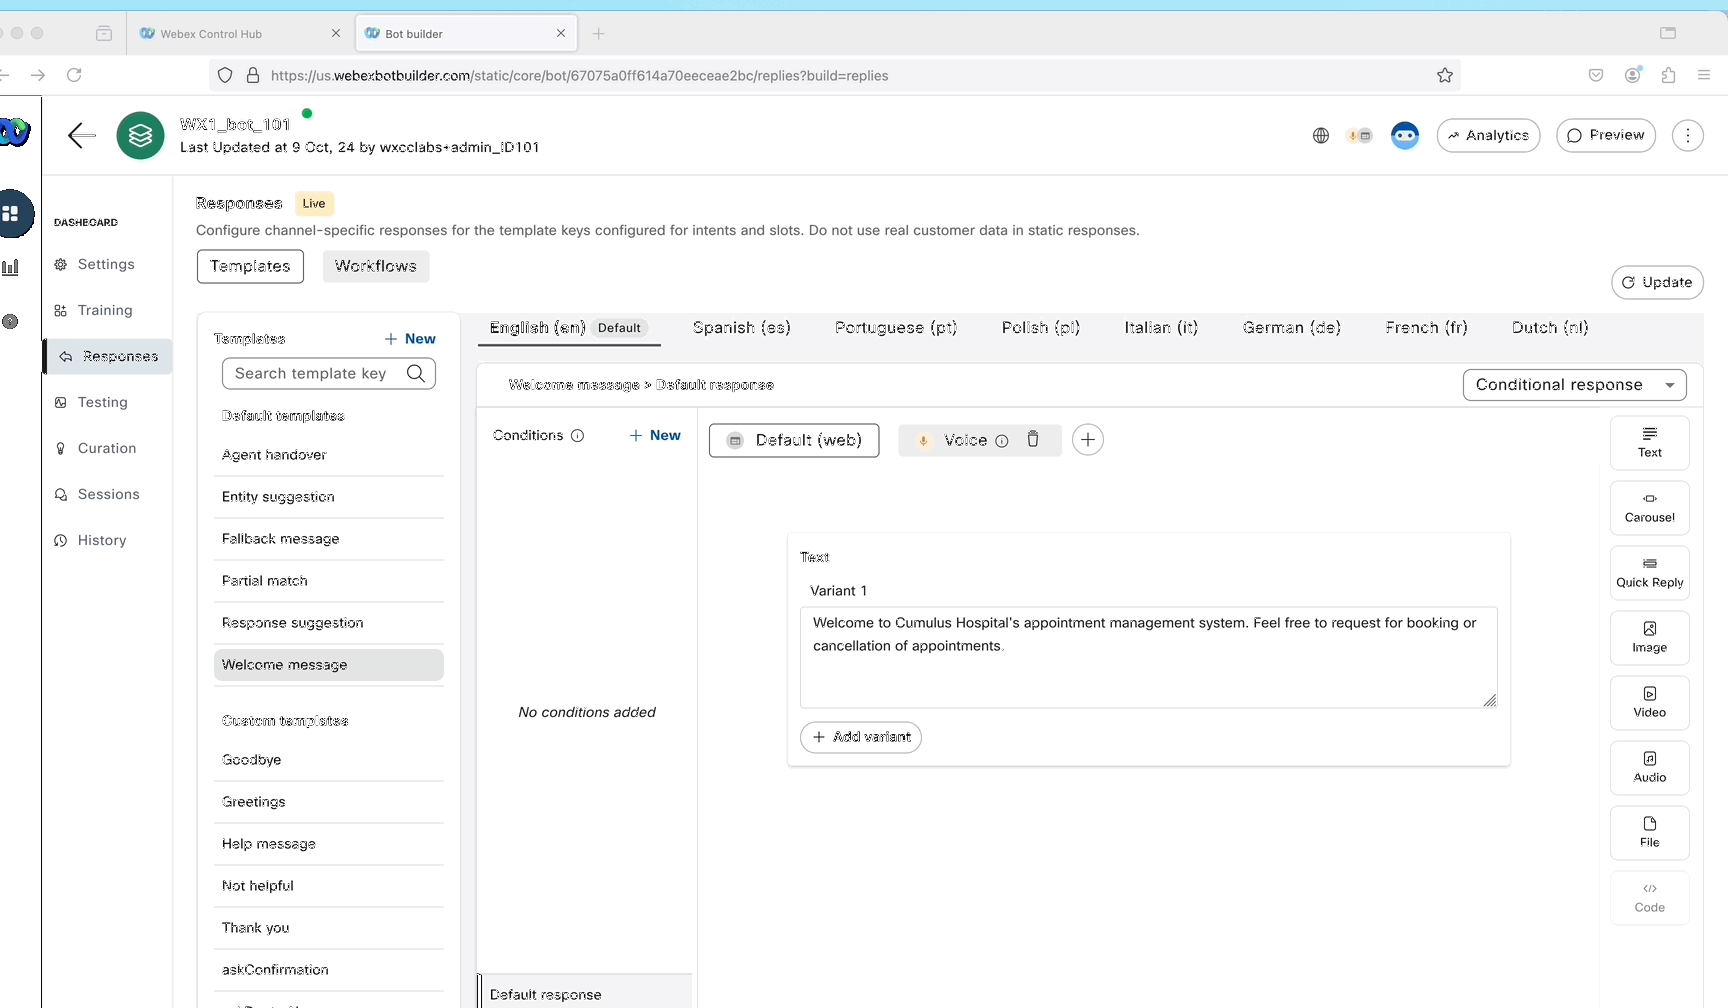 Webex Control Hub
Bot builder
https://us.webexbotbuilder.com/static/core/bot/67075a0ff614a70eeceae2bc/replies?build=replies
WX1_bot_101
Last Updated at 9 Oct, 24 by wxcclabs+admin_ID101
Analytics
Preview
DASHBOARD
Settings
Training
Responses
Testing
Curation
Sessions
History
Responses
Live
Configure channel-specific responses for the template keys configured for intents and slots. Do not use real customer data in static responses.
Templates
Workflows
Update
Templates
+ New
Search template key
Default templates
Agent handover
Entity suggestion
Fallback message
Partial match
Response suggestion
Welcome message
Custom templates
Goodbye
Greetings
Help message
Not helpful
Thank you
askConfirmation
English (en) Default
Spanish (es)
Portuguese (pt)
Polish (pl)
Italian (it)
German (de)
French (fr)
Dutch (nl)
Welcome message > Default response
Conditional response
Conditions
+ New
No conditions added
Default response
Default (web)
Voice
Text
Variant 1
Welcome to Cumulus Hospital's appointment management system. Feel free to request for booking or
cancellation of appointments.
+ Add variant
Text
Carousel
Quick Reply
Image
Video
Audio
File
Code